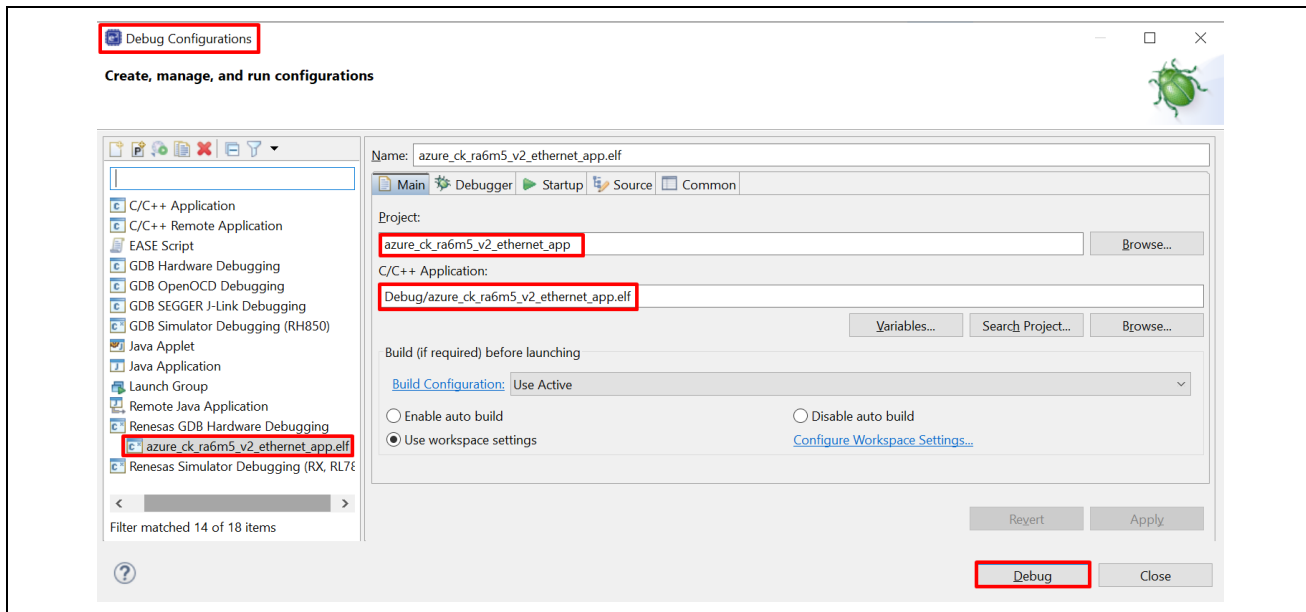 Debug Configurations
Create, manage, and run configurations
Name: azure_ck_ra6m5_v2_ethernet_app.elf
Main Debugger Startup Source Common
C/C++ Application
C/C++ Remote Application
EASE Script
GDB Hardware Debugging
GDB OpenOCD Debugging
GDB SEGGER J-Link Debugging
GDB Simulator Debugging (RH850)
Java Applet
Java Application
Launch Group
Remote Java Application
Renesas GDB Hardware Debugging
azure_ck_ra6m5_v2_ethernet_app.elf
Renesas Simulator Debugging (RX, RL78
Filter matched 14 of 18 items
Project:
azure_ck_ra6m5_v2_ethernet_app
Browse...
C/C++ Application:
Debug/azure_ck_ra6m5_v2_ethernet_app.elf
Variables... Search Project... Browse...
Build (if required) before launching
Build Configuration: Use Active
Enable auto build Disable auto build
Use workspace settings Configure Workspace Settings...
Revert Apply
? Debug Close